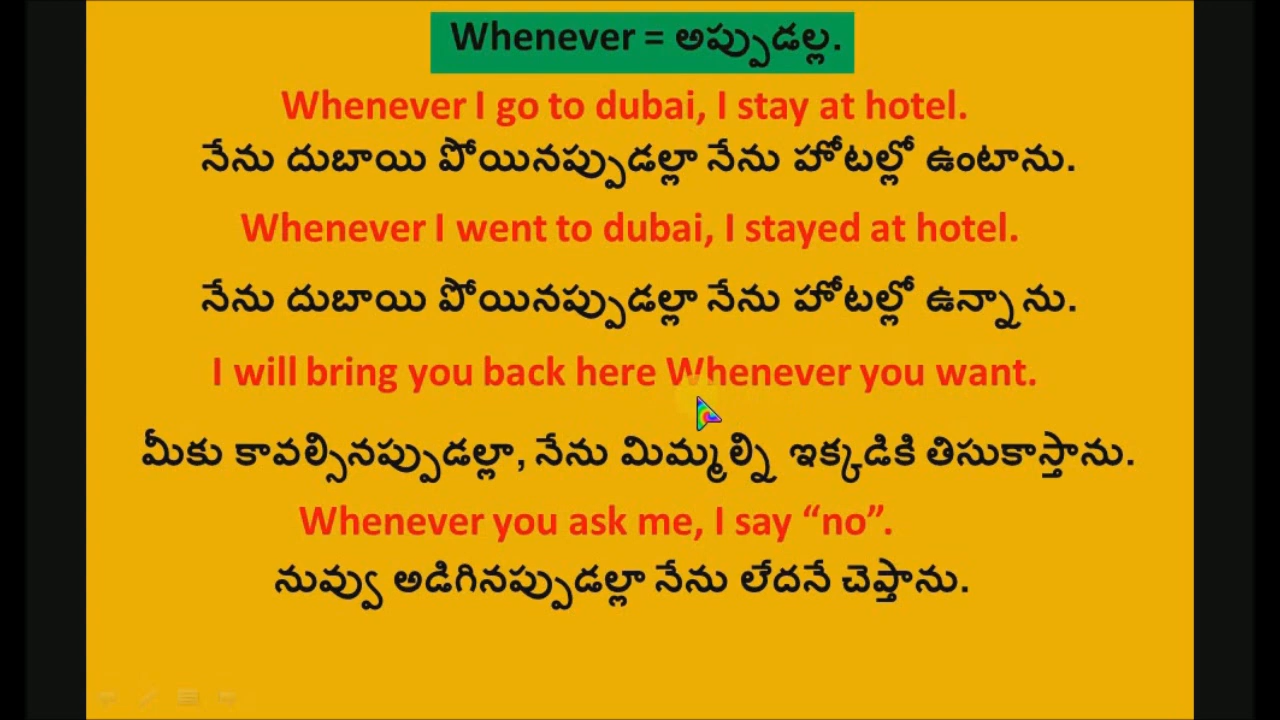 Whenever = అప్పుడల్ల.
Whenever I go to dubai, I stay at hotel.
నేను దుబాయి పోయినప్పుడల్లా నేను హోటల్లో ఉంటాను.
Whenever I went to dubai, I stayed at hotel.
నేను దుబాయి పోయినప్పుడల్లా నేను హోటల్లో ఉన్నాను.
I will bring you back here Whenever you want.
మీకు కావల్సినప్పుడల్లా, నేను మిమ్మల్ని ఇక్కడికి తిసుకాస్తాను.
Whenever you ask me, I say “no”.
నువ్వు అడిగినప్పుడల్లా నేను లేదనే చెప్తాను.